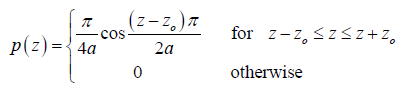 p(z) = { π/4a cos (z − z_o)π/2a for z − z_o ≤ z ≤ z + z_o
0 otherwise